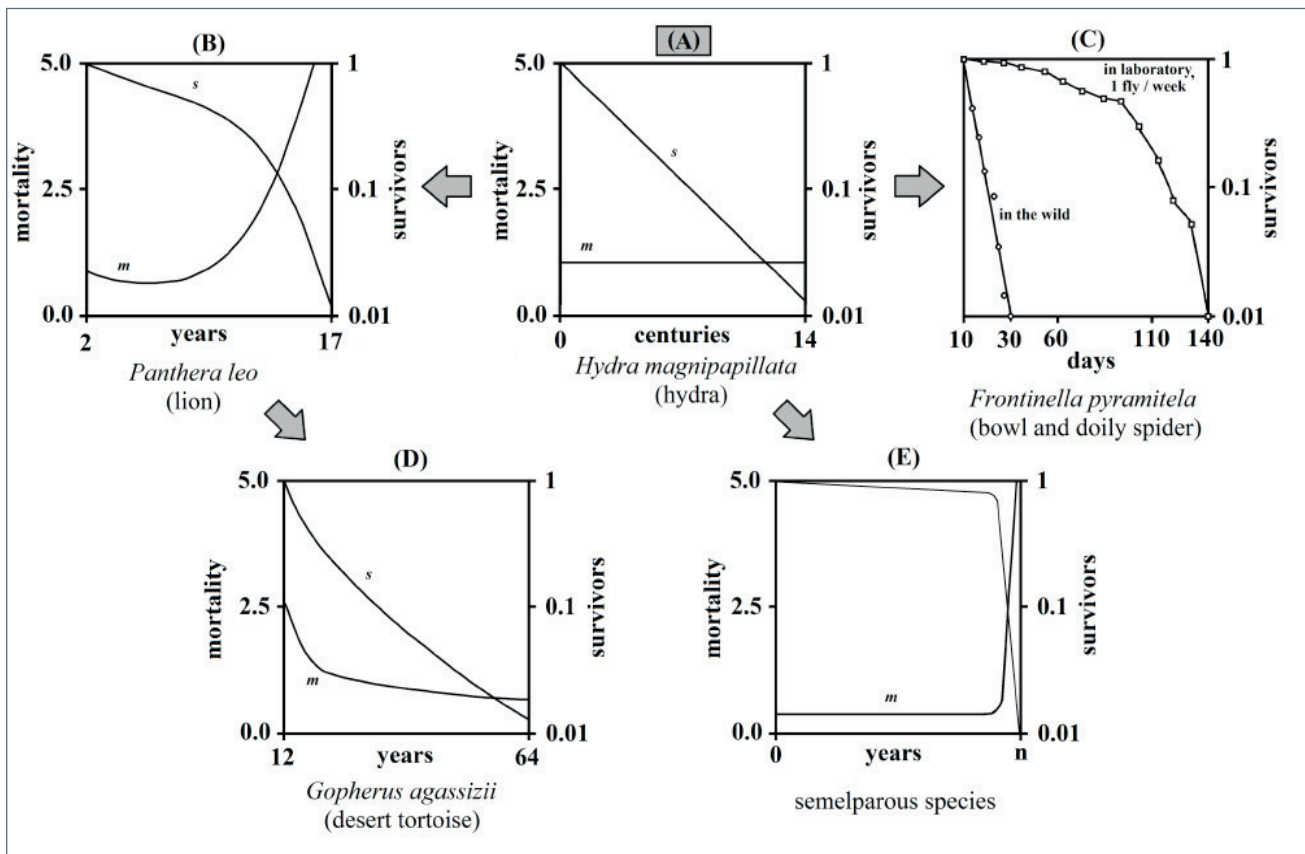 (B)
5.0
2.5
0.0
mortality
1
0.1
0.01
survivors
s
m
2
years
17
Panthera leo
(lion)
(A)
5.0
2.5
0.0
mortality
1
0.1
0.01
survivors
s
m
0
centuries
14
Hydra magnipapillata
(hydra)
(C)
1
0.1
0.01
survivors
in laboratory,
1 fly / week
in the wild
10 30 60 110 140
days
Frontinella pyramitela
(bowl and doily spider)
(D)
5.0
2.5
0.0
mortality
1
0.1
0.01
survivors
s
m
12
years
64
Gopherus agassizii
(desert tortoise)
(E)
5.0
2.5
0.0
mortality
1
0.1
0.01
survivors
m
0
years
n
semelparous species